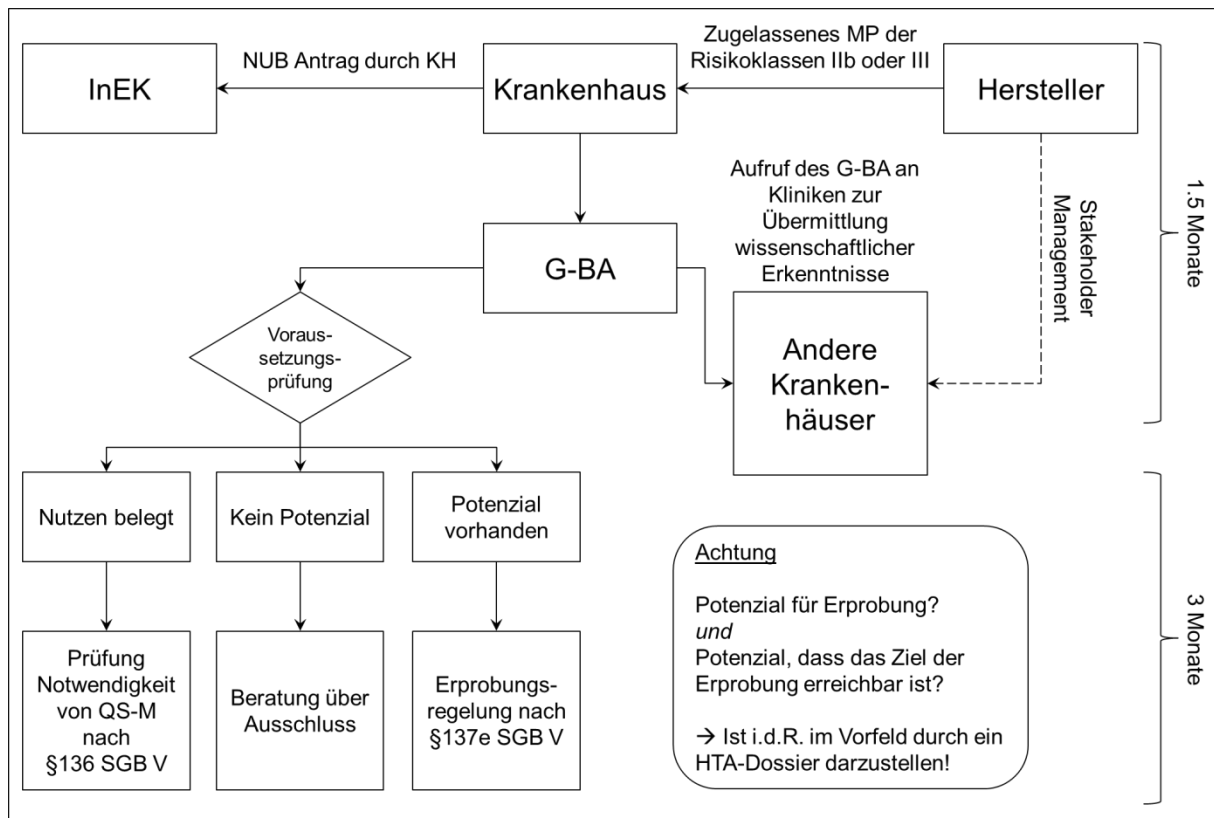 InEK
NUB Antrag durch KH
Krankenhaus
Zugelassenes MP der
Risikoklassen IIb oder III
Hersteller
1.5 Monate
Stakeholder
Management
Aufruf des G-BA an
Kliniken zur
Übermittlung
wissenschaftlicher
Erkenntnisse
G-BA
Voraus-
setzungs-
prüfung
Andere
Kranken-
häuser
Nutzen belegt
Kein Potenzial
Potenzial
vorhanden
Prüfung
Notwendigkeit
von QS-M
nach
§136 SGB V
Beratung über
Ausschluss
Erprobungs-
regelung nach
§137e SGB V
Achtung
Potenzial für Erprobung?
und
Potenzial, dass das Ziel der
Erprobung erreichbar ist?
→ Ist i.d.R. im Vorfeld durch ein
HTA-Dossier darzustellen!
3 Monate